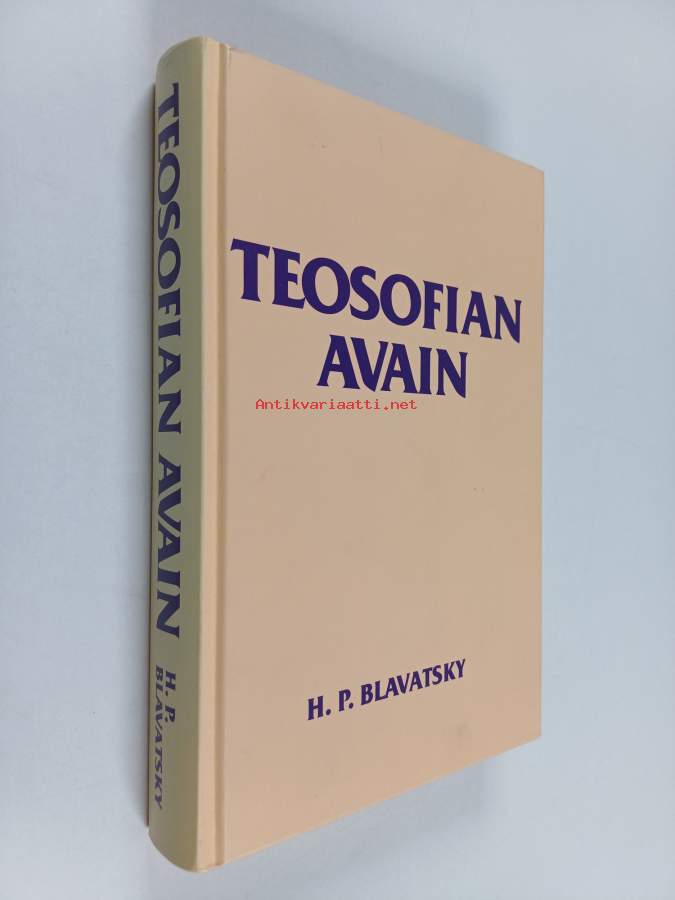 TEOSOFIAN AVAIN
H. P.
BLAVATSKY
TEOSOFIAN
AVAIN
Antikvariaatti.net
H. P. BLAVATSKY